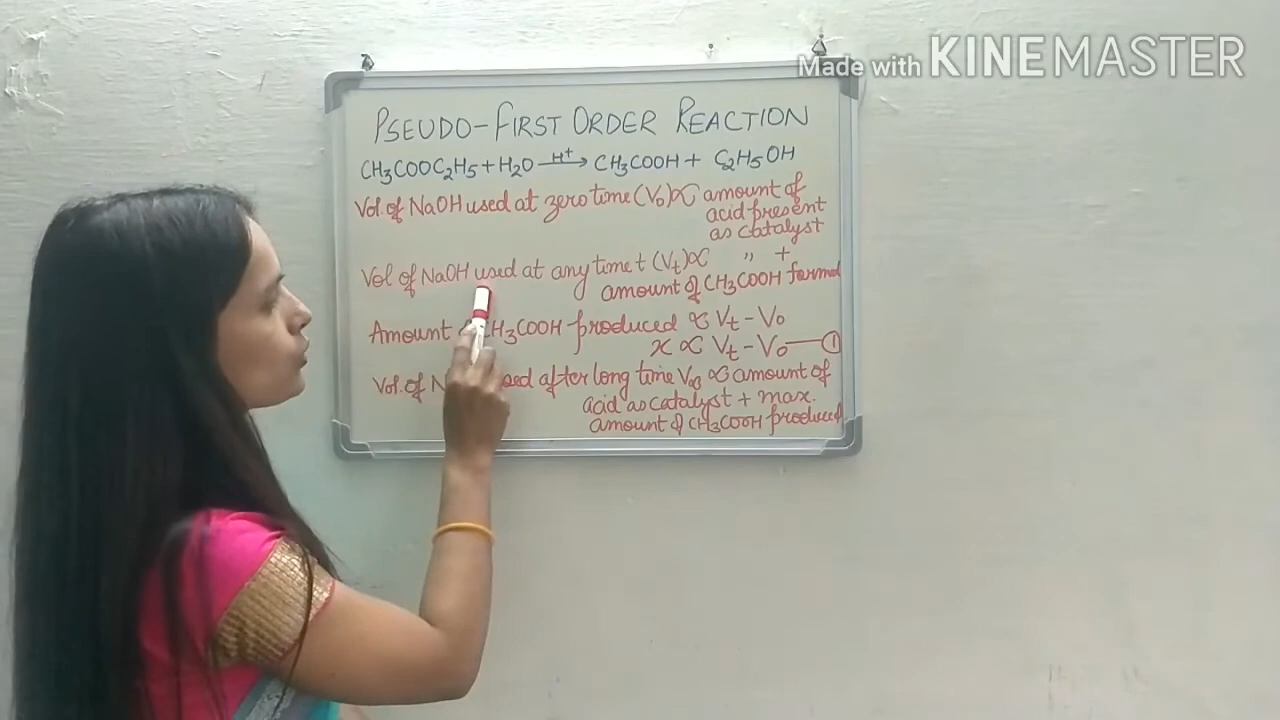 Made with KINEMASTER
PSEUDO-FIRST ORDER REACTION
CH₃COOC₂H₅ + H₂O —H⁺→ CH₃COOH + C₂H₅OH
Vol. of NaOH used at zero time (V₀) ∝ amount of
acid present
as catalyst
Vol of NaOH used at any time t (Vₜ) ∝ " +
amount of CH₃COOH formed
Amount CH₃COOH produced ∝ Vₜ - V₀
x ∝ Vₜ - V₀ — ①
Vol. of after long time V∞ ∝ amount of
acid as catalyst + max.
amount of CH₃COOH produced